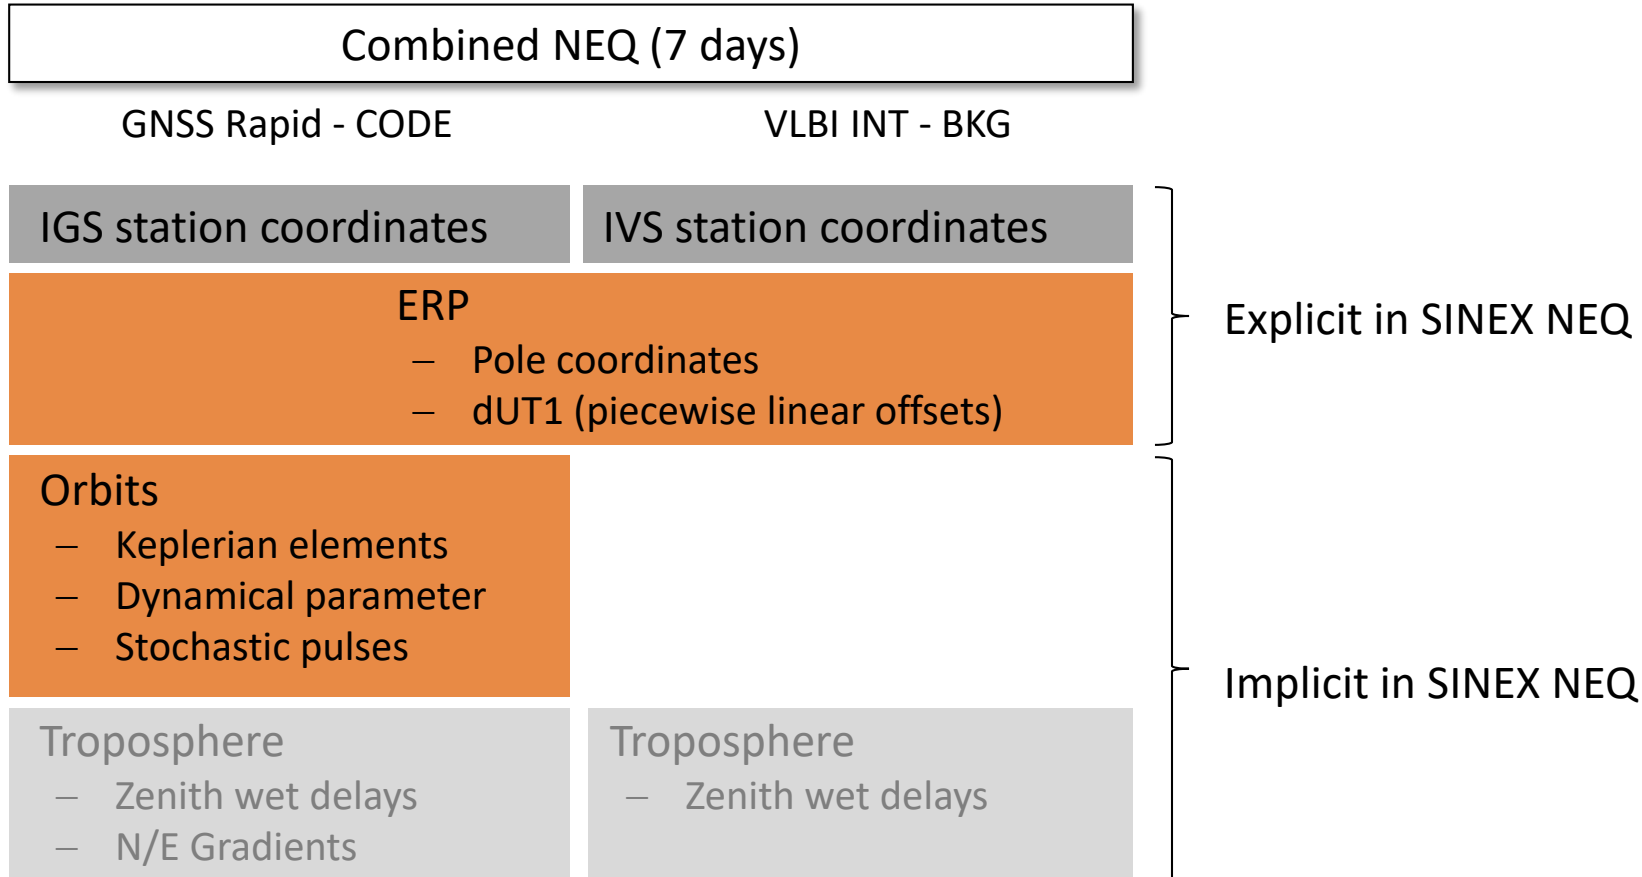 Combined NEQ (7 days)
GNSS Rapid - CODE
VLBI INT - BKG
IGS station coordinates
IVS station coordinates
ERP
– Pole coordinates
– dUT1 (piecewise linear offsets)
Explicit in SINEX NEQ
Orbits
– Keplerian elements
– Dynamical parameter
– Stochastic pulses
Troposphere
– Zenith wet delays
– N/E Gradients
Troposphere
– Zenith wet delays
Implicit in SINEX NEQ